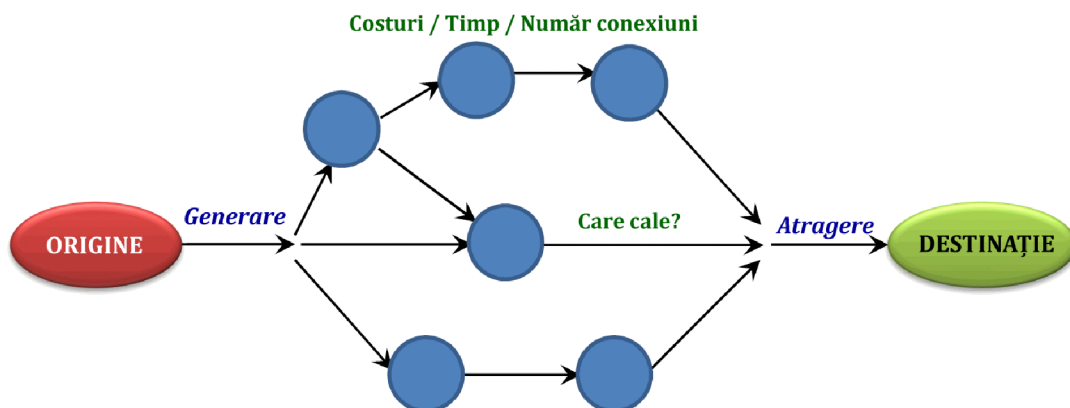 Costuri / Timp / Număr conexiuni
Generare
Care cale?
Atragere
ORIGINE
DESTINAȚIE